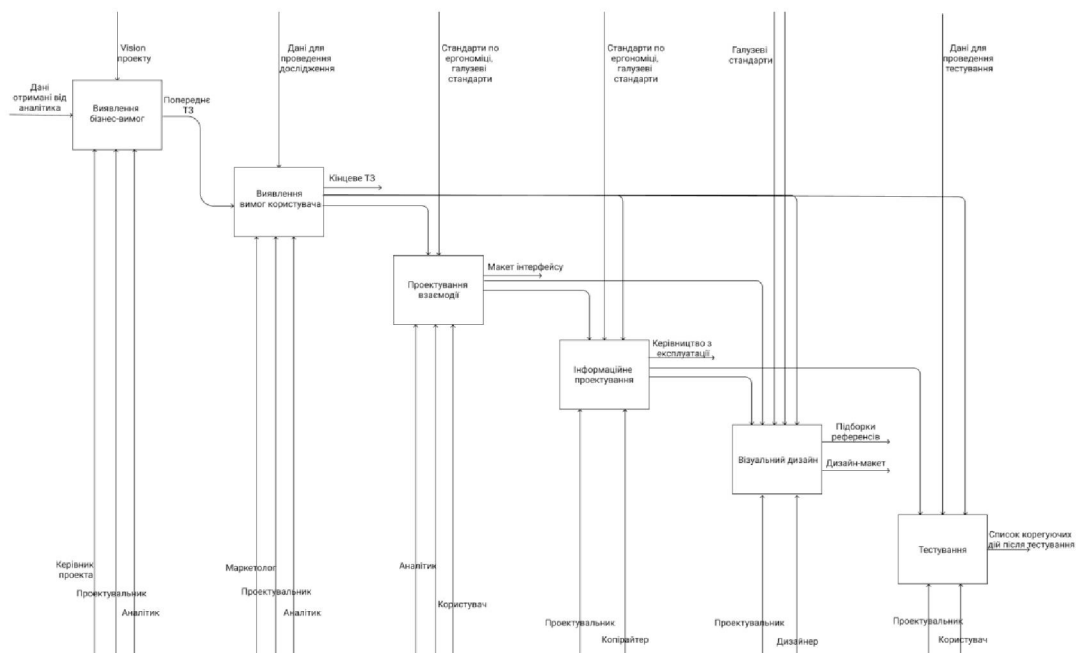 Vision
проекту
Дані для
проведення
дослідження
Стандарти по
ергономіці,
галузеві
стандарти
Стандарти по
ергономіці,
галузеві
стандарти
Галузеві
стандарти
Дані для
проведення
тестування
Дані
отримані від
аналітика
Виявлення
бізнес-вимог
Попереднє
ТЗ
Виявлення
вимог користувача
Кінцеве ТЗ
Проектування
взаємодії
Макет інтерфейсу
Інформаційне
проектування
Керівництво з
експлуатації
Візуальний дизайн
Підборки
референсів
Дизайн-макет
Тестування
Список корегуючих
дій після тестування
Керівник
проекта
Проектувальник
Аналітик
Маркетолог
Проектувальник
Аналітик
Аналітик
Користувач
Проектувальник
Копірайтер
Проектувальник
Дизайнер
Проектувальник
Користувач